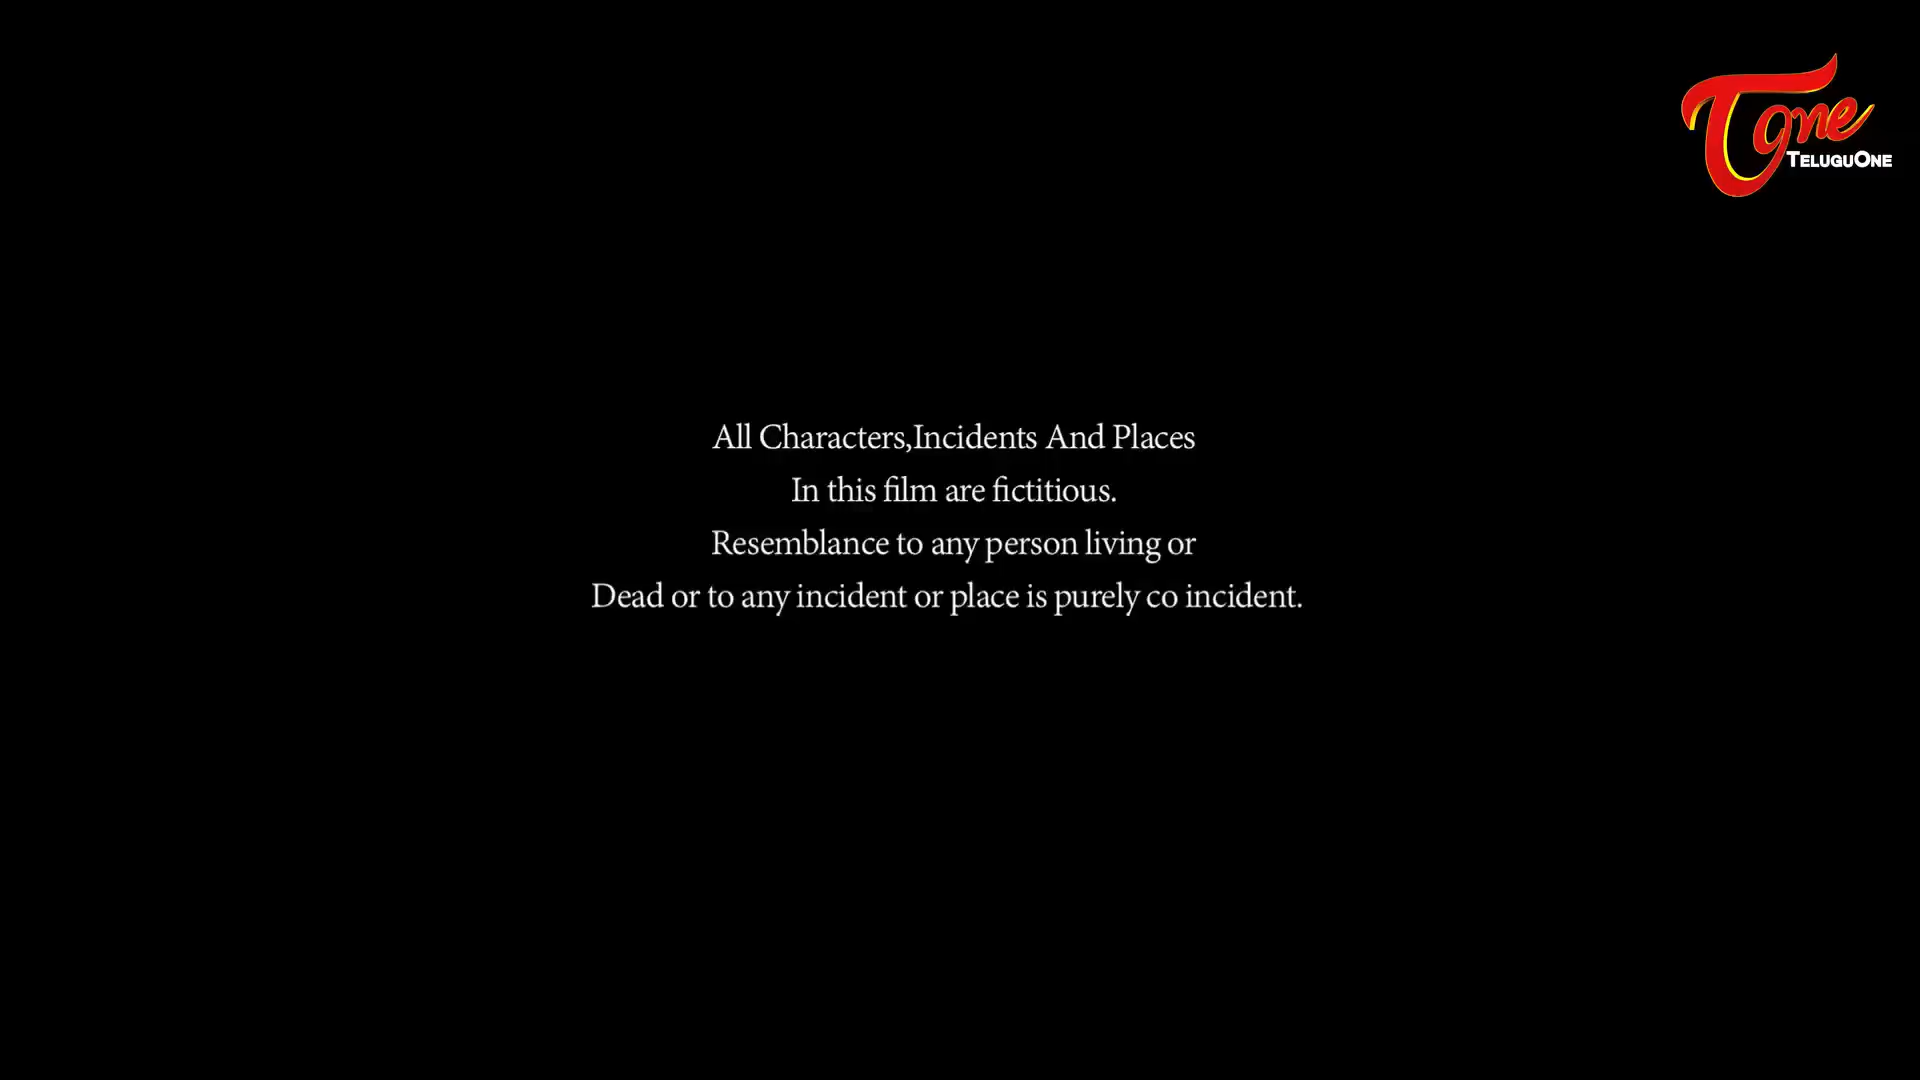 Tone
TELUGUONE
All Characters,Incidents And Places
In this film are fictitious.
Resemblance to any person living or
Dead or to any incident or place is purely co incident.